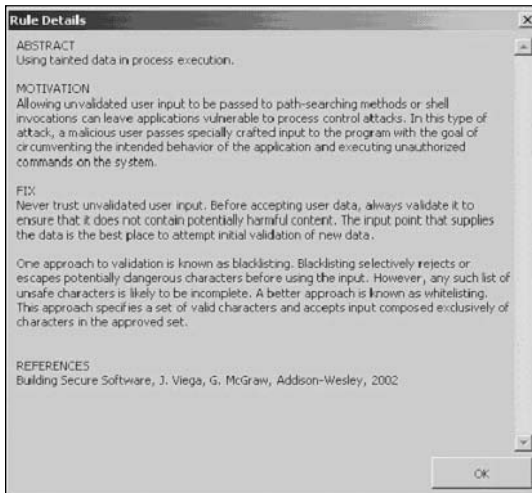 Rule Details
ABSTRACT
Using tainted data in process execution.
MOTIVATION
Allowing unvalidated user input to be passed to path-searching methods or shell
invocations can leave applications vulnerable to process control attacks. In this type of
attack, a malicious user passes specially crafted input to the program with the goal of
circumventing the intended behavior of the application and executing unauthorized
commands on the system.
FIX
Never trust unvalidated user input. Before accepting user data, always validate it to
ensure that it does not contain potentially harmful content. The input point that supplies
the data is the best place to attempt initial validation of new data.
One approach to validation is known as blacklisting. Blacklisting selectively rejects or
escapes potentially dangerous characters before using the input. However, any such list of
unsafe characters is likely to be incomplete. A better approach is known as whitelisting.
This approach specifies a set of valid characters and accepts input composed exclusively of
characters in the approved set.
REFERENCES
Building Secure Software, J. Viega, G. McGraw, Addison-Wesley, 2002
OK